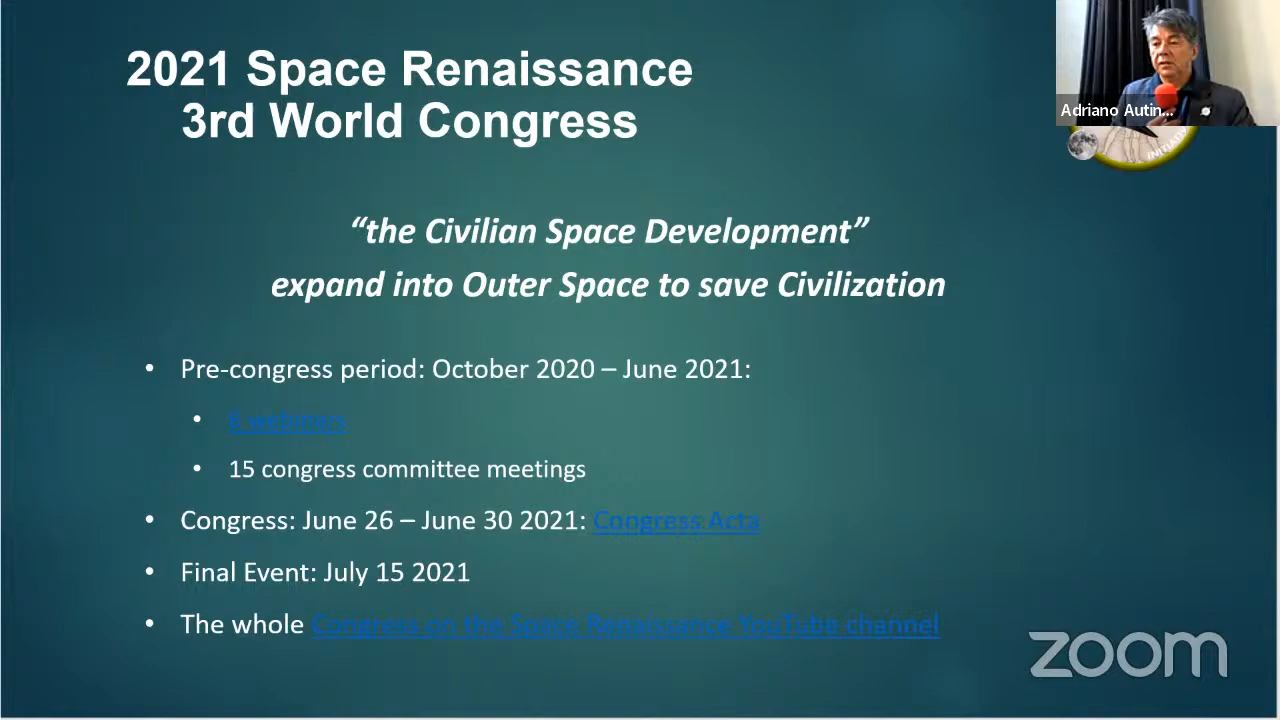 2021 Space Renaissance
3rd World Congress
Adriano Autin...
INITIATI
“the Civilian Space Development”
expand into Outer Space to save Civilization
• Pre-congress period: October 2020 – June 2021:
• 6 webinars
• 15 congress committee meetings
• Congress: June 26 – June 30 2021: Congress Acta
• Final Event: July 15 2021
• The whole Congress on the Space Renaissance YouTube channel
zoom